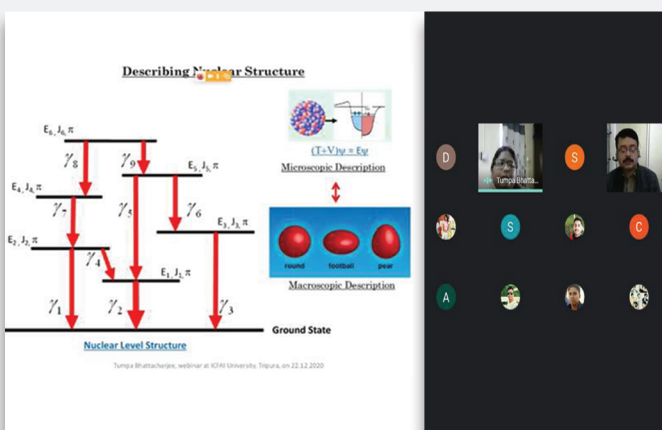 Describing Nuclear Structure
E₆, J₆, π
γ₈
γ₉
E₅, J₅, π
E₄, J₄, π
γ₇
γ₅
γ₆
E₃, J₃, π
E₂, J₂, π
γ₄
E₁, J₁, π
γ₁
γ₂
γ₃
Ground State
Nuclear Level Structure
(T+V)ψ = Eψ
Microscopic Description
round football pear
Macroscopic Description
Tumpa Bhattacharjee, webinar at ICFAI University, Tripura, on 22.12.2020
D
Tumpa Bhatta...
S
S
C
A